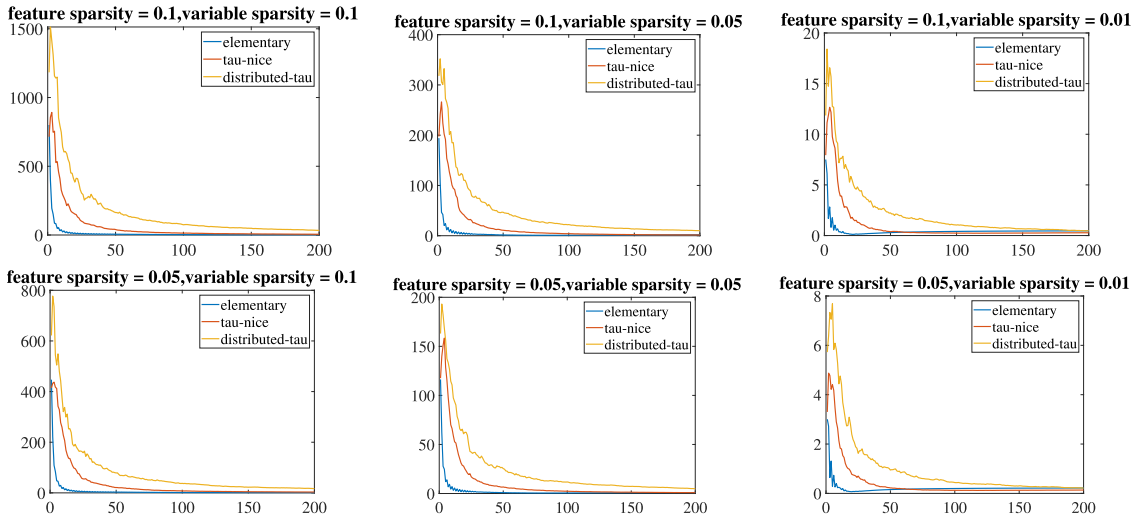 feature sparsity = 0.1,variable sparsity = 0.1
1500
1000
500
0
0 50 100 150 200
elementary
tau-nice
distributed-tau
feature sparsity = 0.1,variable sparsity = 0.05
400
300
200
100
0
0 50 100 150 200
elementary
tau-nice
distributed-tau
feature sparsity = 0.1,variable sparsity = 0.01
20
15
10
5
0
0 50 100 150 200
elementary
tau-nice
distributed-tau
feature sparsity = 0.05,variable sparsity = 0.1
800
600
400
200
0
0 50 100 150 200
elementary
tau-nice
distributed-tau
feature sparsity = 0.05,variable sparsity = 0.05
200
150
100
50
0
0 50 100 150 200
elementary
tau-nice
distributed-tau
feature sparsity = 0.05,variable sparsity = 0.01
8
6
4
2
0
0 50 100 150 200
elementary
tau-nice
distributed-tau